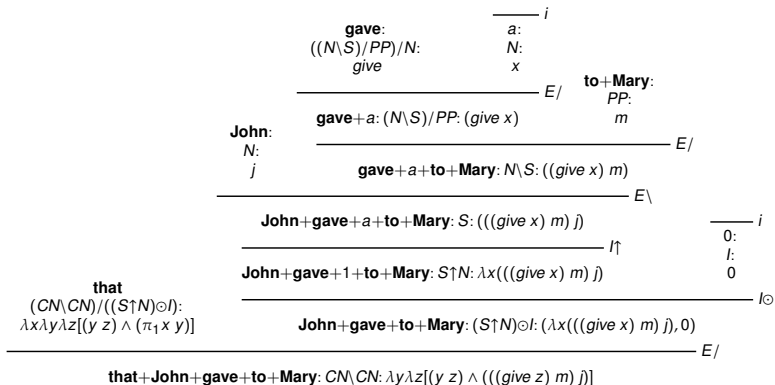 i
gave:
((N\S)/PP)/N:
give
a:
N:
x
E/
to+Mary:
PP:
m
gave+a: (N\S)/PP: (give x)
E/
John:
N:
j
gave+a+to+Mary: N\S: ((give x) m)
E\
John+gave+a+to+Mary: S: (((give x) m) j)
i
0:
I:
0
I↑
John+gave+1+to+Mary: S↑N: λx(((give x) m) j)
I⊙
that
(CN\CN)/((S↑N)⊙I):
λxλyλz[(y z) ∧ (π₁x y)]
John+gave+to+Mary: (S↑N)⊙I: (λx(((give x) m) j), 0)
E/
that+John+gave+to+Mary: CN\CN: λyλz[(y z) ∧ (((give z) m) j)]